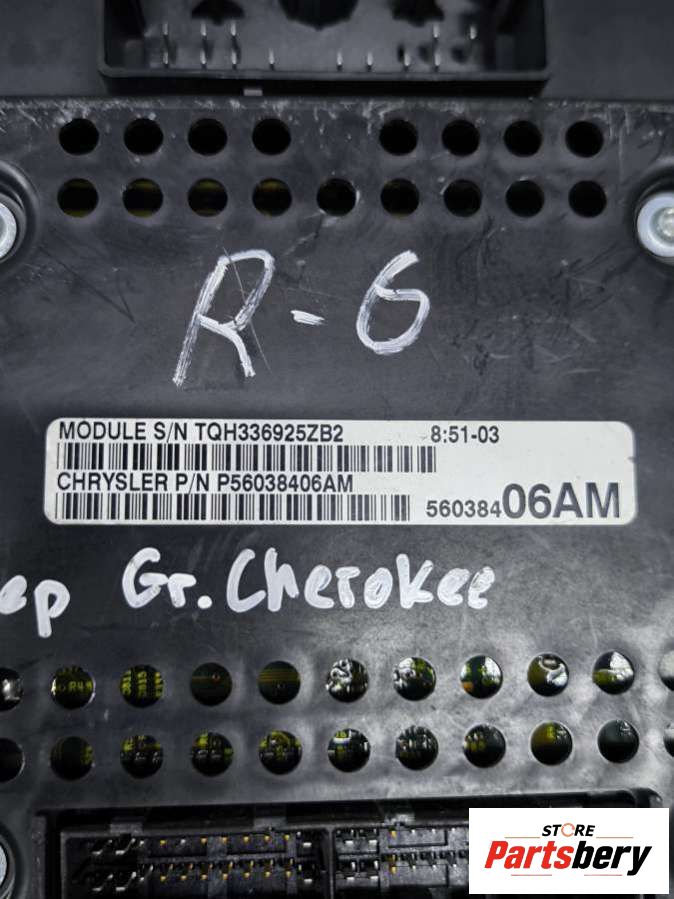 R-6
MODULE S/N TQH336925ZB2 8:51-03
CHRYSLER P/N P56038406AM
56038406AM
ep Gr. Cherokee
STORE
Partsbery